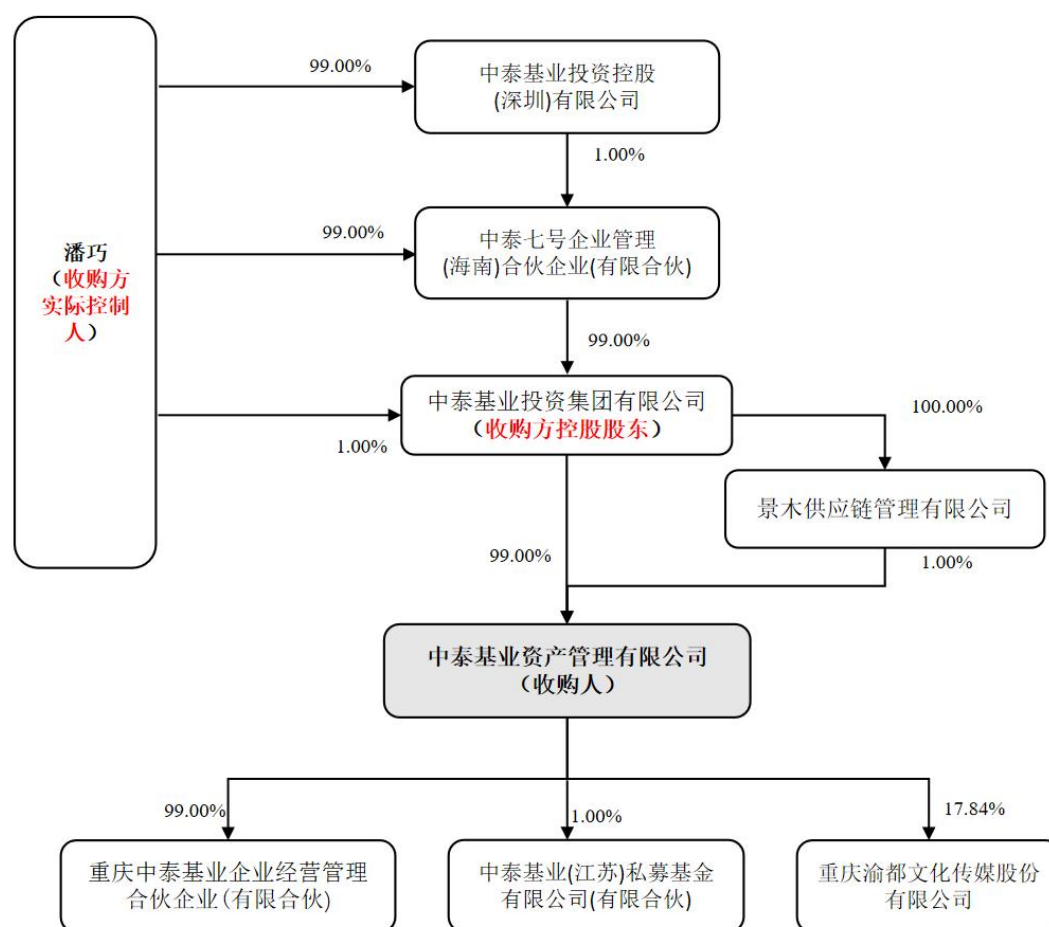 99.00%
中泰基业投资控股
(深圳)有限公司
1.00%
潘巧
（收购方
实际控制
人）
99.00%
中泰七号企业管理
(海南)合伙企业(有限合伙)
99.00%
1.00%
中泰基业投资集团有限公司
（收购方控股股东）
100.00%
景木供应链管理有限公司
99.00%
1.00%
中泰基业资产管理有限公司
（收购人）
99.00%
1.00%
17.84%
重庆中泰基业企业经营管理
合伙企业(有限合伙)
中泰基业(江苏)私募基金
有限公司(有限合伙)
重庆渝都文化传媒股份
有限公司